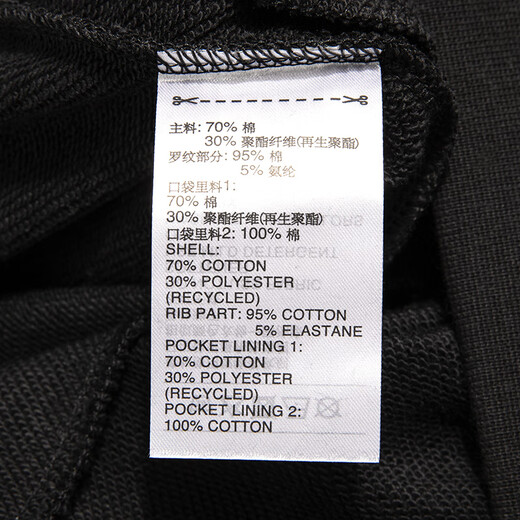 主料: 70% 棉
30% 聚酯纤维(再生聚酯)
罗纹部分: 95% 棉
5% 氨纶
口袋里料1:
70% 棉
30% 聚酯纤维(再生聚酯)
口袋里料2: 100% 棉
SHELL:
70% COTTON
30% POLYESTER
(RECYCLED)
RIB PART: 95% COTTON
5% ELASTANE
POCKET LINING 1:
70% COTTON
30% POLYESTER
(RECYCLED)
POCKET LINING 2:
100% COTTON